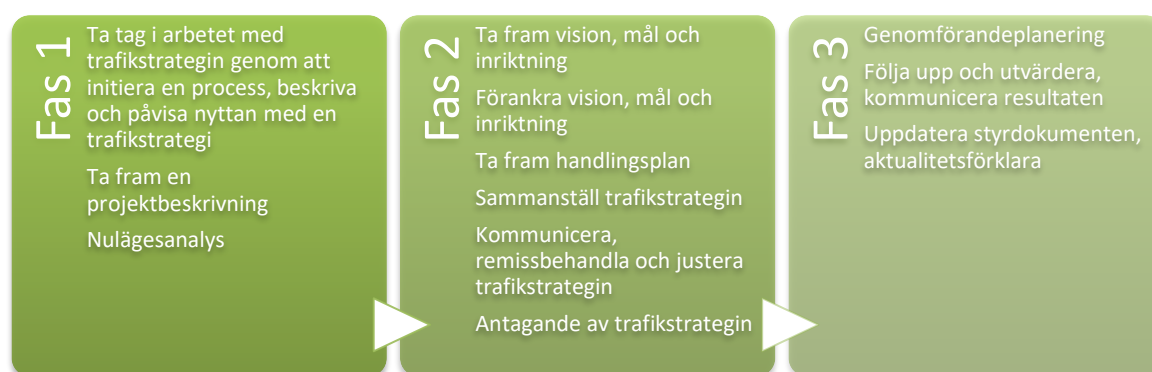 Fas 1
Ta tag i arbetet med
trafikstrategin genom att
initiera en process, beskriva
och påvisa nyttan med en
trafikstrategi
Ta fram en
projektbeskrivning
Nulägesanalys
Fas 2
Ta fram vision, mål och
inriktning
Förankra vision, mål och
inriktning
Ta fram handlingsplan
Sammanställ trafikstrategin
Kommunicera,
remissbehandla och justera
trafikstrategin
Antagande av trafikstrategin
Fas 3
Genomförandeplanering
Följa upp och utvärdera,
kommunicera resultaten
Uppdatera styrdokumenten,
aktualitetsförklara